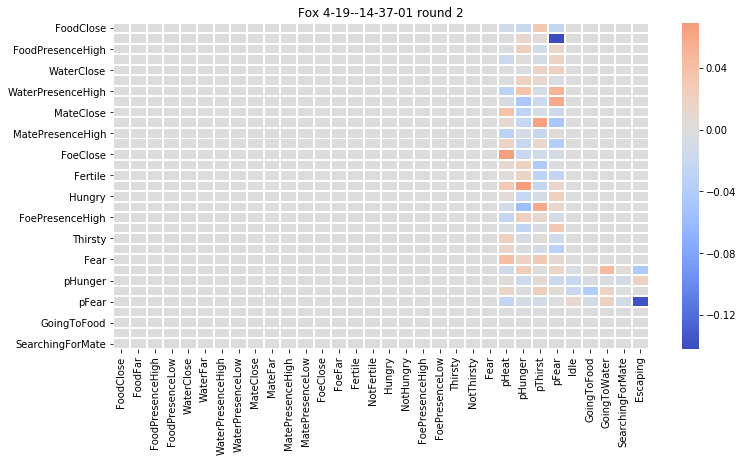 Fox 4-19--14-37-01 round 2
FoodClose
FoodPresenceHigh
WaterClose
WaterPresenceHigh
MateClose
MatePresenceHigh
FoeClose
Fertile
Hungry
FoePresenceHigh
Thirsty
Fear
pHunger
pFear
GoingToFood
SearchingForMate
FoodClose
FoodFar
FoodPresenceHigh
FoodPresenceLow
WaterClose
WaterFar
WaterPresenceHigh
WaterPresenceLow
MateClose
MateFar
MatePresenceHigh
MatePresenceLow
FoeClose
FoeFar
Fertile
NotFertile
Hungry
NotHungry
FoePresenceHigh
FoePresenceLow
Thirsty
NotThirsty
Fear
pHeat
pHunger
pThirst
pFear
Idle
GoingToFood
GoingToWater
SearchingForMate
Escaping
0.04
0.00
−0.04
−0.08
−0.12